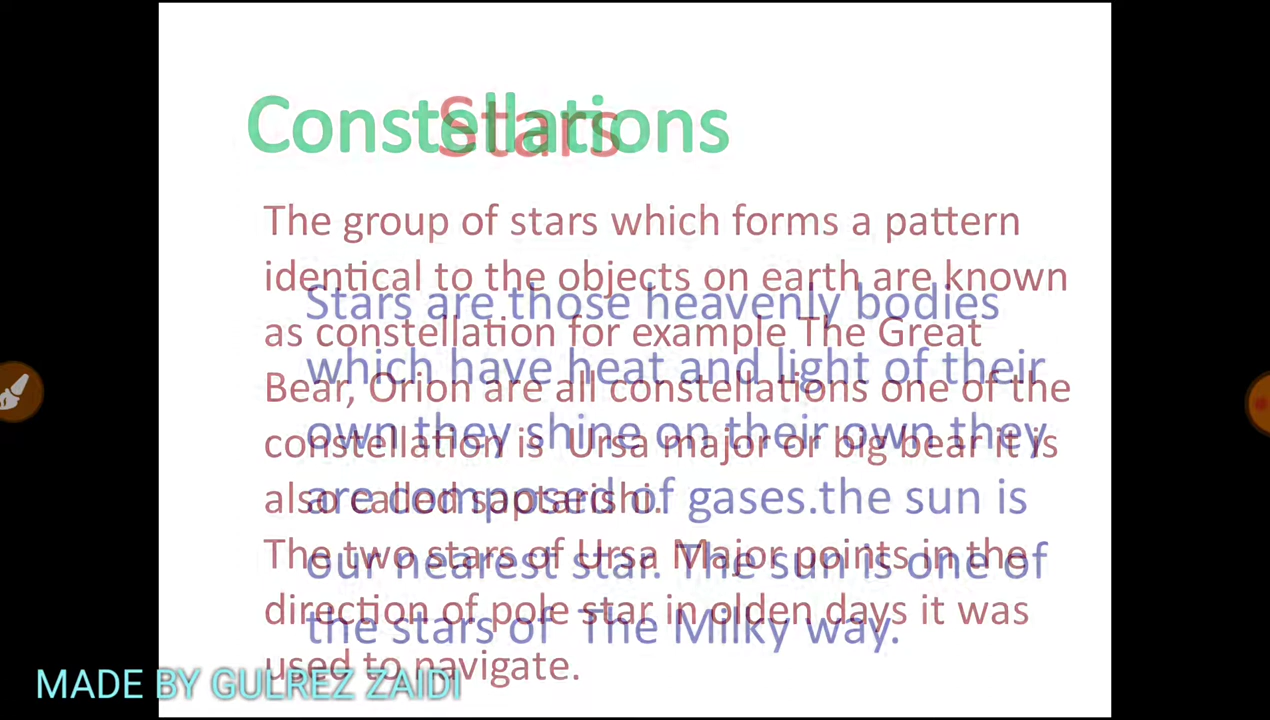 Constellations
Stars
The group of stars which forms a pattern
identical to the objects on earth are known
as constellation for example The Great
Bear, Orion are all constellations one of the
constellation is Ursa major or big bear it is
also called saptarishi.
The two stars of Ursa Major points in the
direction of pole star in olden days it was
used to navigate.
Stars are those heavenly bodies
which have heat and light of their
own they shine on their own they
are composed of gases.the sun is
our nearest star. The sun is one of
the stars of The Milky way.
MADE BY GULREZ ZAIDI